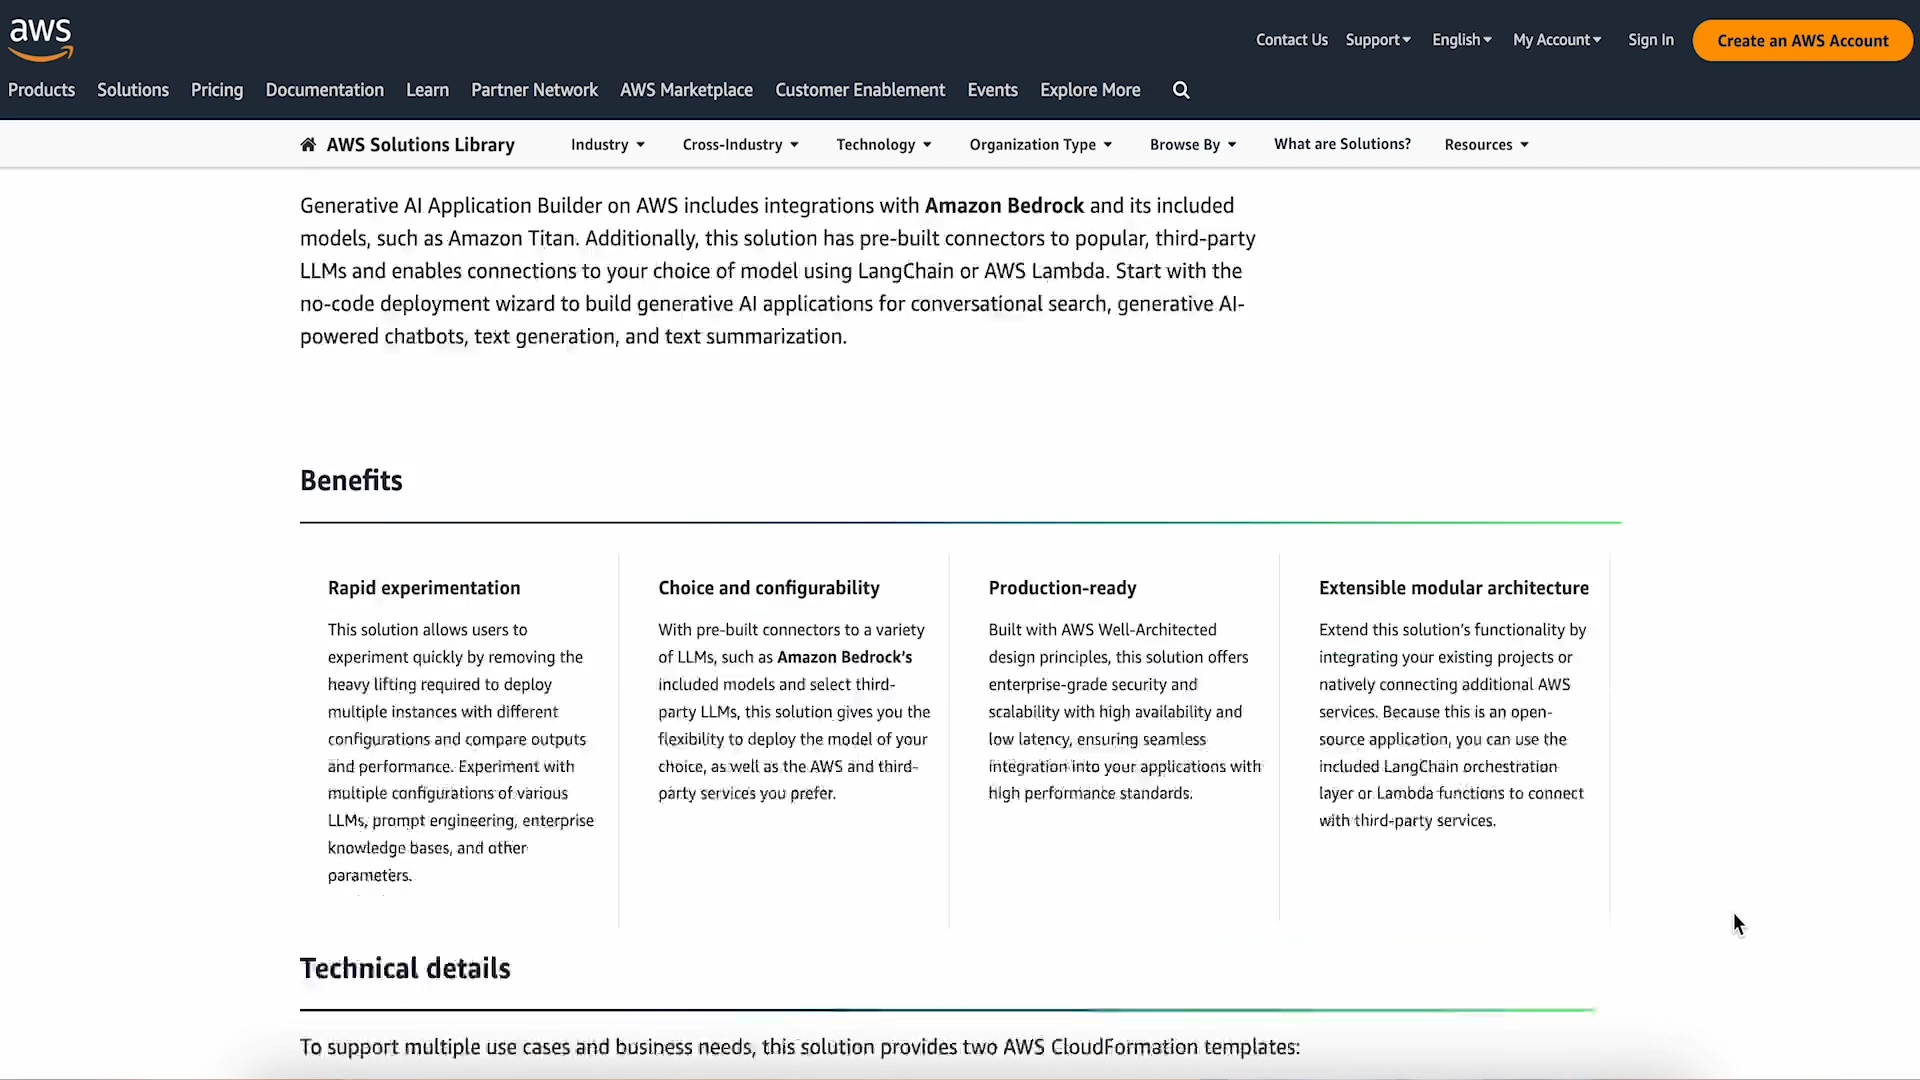 aws
Contact Us Support English My Account Sign In Create an AWS Account
Products Solutions Pricing Documentation Learn Partner Network AWS Marketplace Customer Enablement Events Explore More
AWS Solutions Library Industry Cross-Industry Technology Organization Type Browse By What are Solutions? Resources
Generative AI Application Builder on AWS includes integrations with Amazon Bedrock and its included
models, such as Amazon Titan. Additionally, this solution has pre-built connectors to popular, third-party
LLMs and enables connections to your choice of model using LangChain or AWS Lambda. Start with the
no-code deployment wizard to build generative AI applications for conversational search, generative AI-
powered chatbots, text generation, and text summarization.
Benefits
Rapid experimentation
This solution allows users to
experiment quickly by removing the
heavy lifting required to deploy
multiple instances with different
configurations and compare outputs
and performance. Experiment with
multiple configurations of various
LLMs, prompt engineering, enterprise
knowledge bases, and other
parameters.
Choice and configurability
With pre-built connectors to a variety
of LLMs, such as Amazon Bedrock's
included models and select third-
party LLMs, this solution gives you the
flexibility to deploy the model of your
choice, as well as the AWS and third-
party services you prefer.
Production-ready
Built with AWS Well-Architected
design principles, this solution offers
enterprise-grade security and
scalability with high availability and
low latency, ensuring seamless
integration into your applications with
high performance standards.
Extensible modular architecture
Extend this solution's functionality by
integrating your existing projects or
natively connecting additional AWS
services. Because this is an open-
source application, you can use the
included LangChain orchestration
layer or Lambda functions to connect
with third-party services.
Technical details
To support multiple use cases and business needs, this solution provides two AWS CloudFormation templates: